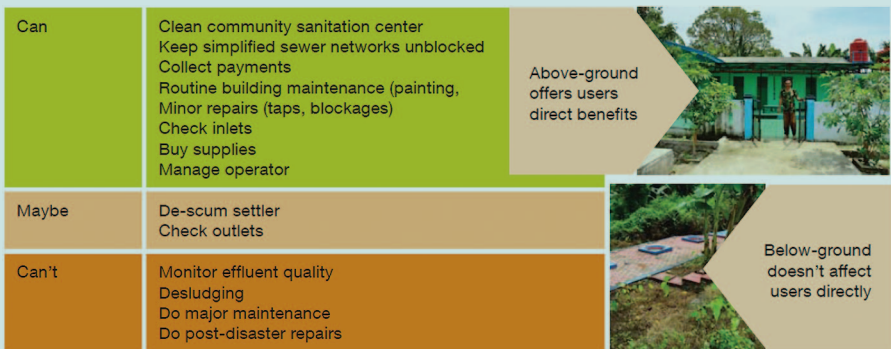 Can
Clean community sanitation center
Keep simplified sewer networks unblocked
Collect payments
Routine building maintenance (painting,
Minor repairs (taps, blockages)
Check inlets
Buy supplies
Manage operator
Above-ground
offers users
direct benefits
Maybe
De-scum settler
Check outlets
Can't
Monitor effluent quality
Desludging
Do major maintenance
Do post-disaster repairs
Below-ground
doesn't affect
users directly